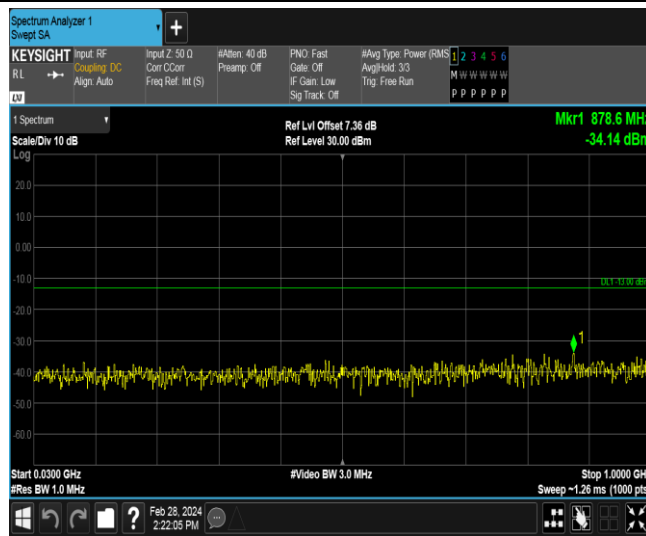 Spectrum Analyzer 1
Swept SA
+
KEYSIGHT Input: RF Input Z: 50 Ω #Atten: 40 dB PNO: Fast #Avg Type: Power (RMS 1 2 3 4 5 6
RL Coupling: DC Corr CCorr Preamp: Off Gate: Off Avg|Hold: 3/3 M W W W W W
Align: Auto Freq Ref: Int (S) IF Gain: Low Trig: Free Run
Sig Track: Off P P P P P P
LXI
1 Spectrum Ref Lvl Offset 7.36 dB Mkr1 878.6 MHz
Scale/Div 10 dB Ref Level 30.00 dBm -34.14 dBm
Log
20.0
10.0
0.00
-10.0
DL1 -13.00 dBm
-20.0
-30.0
1
-40.0
-50.0
-60.0
Start 0.0300 GHz #Video BW 3.0 MHz Stop 1.0000 GH
#Res BW 1.0 MHz Sweep ~1.26 ms (1000 pts
? Feb 28, 2024
2:22:05 PM